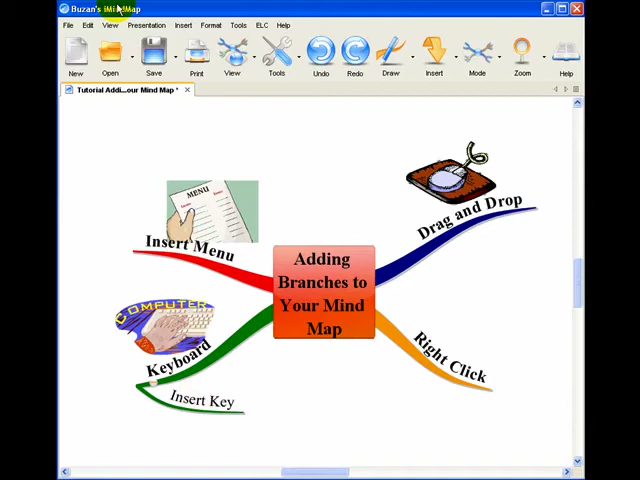 Buzan's iMindMap
File Edit View Presentation Insert Format Tools ELC Help
New Open Save Print View Tools Undo Redo Draw Insert Mode Zoom Help
Tutorial Addi...our Mind Map *
MENU
Insert Menu
Drag and Drop
Adding
Branches to
Your Mind
Map
COMPUTER
Keyboard
Right Click
Insert Key